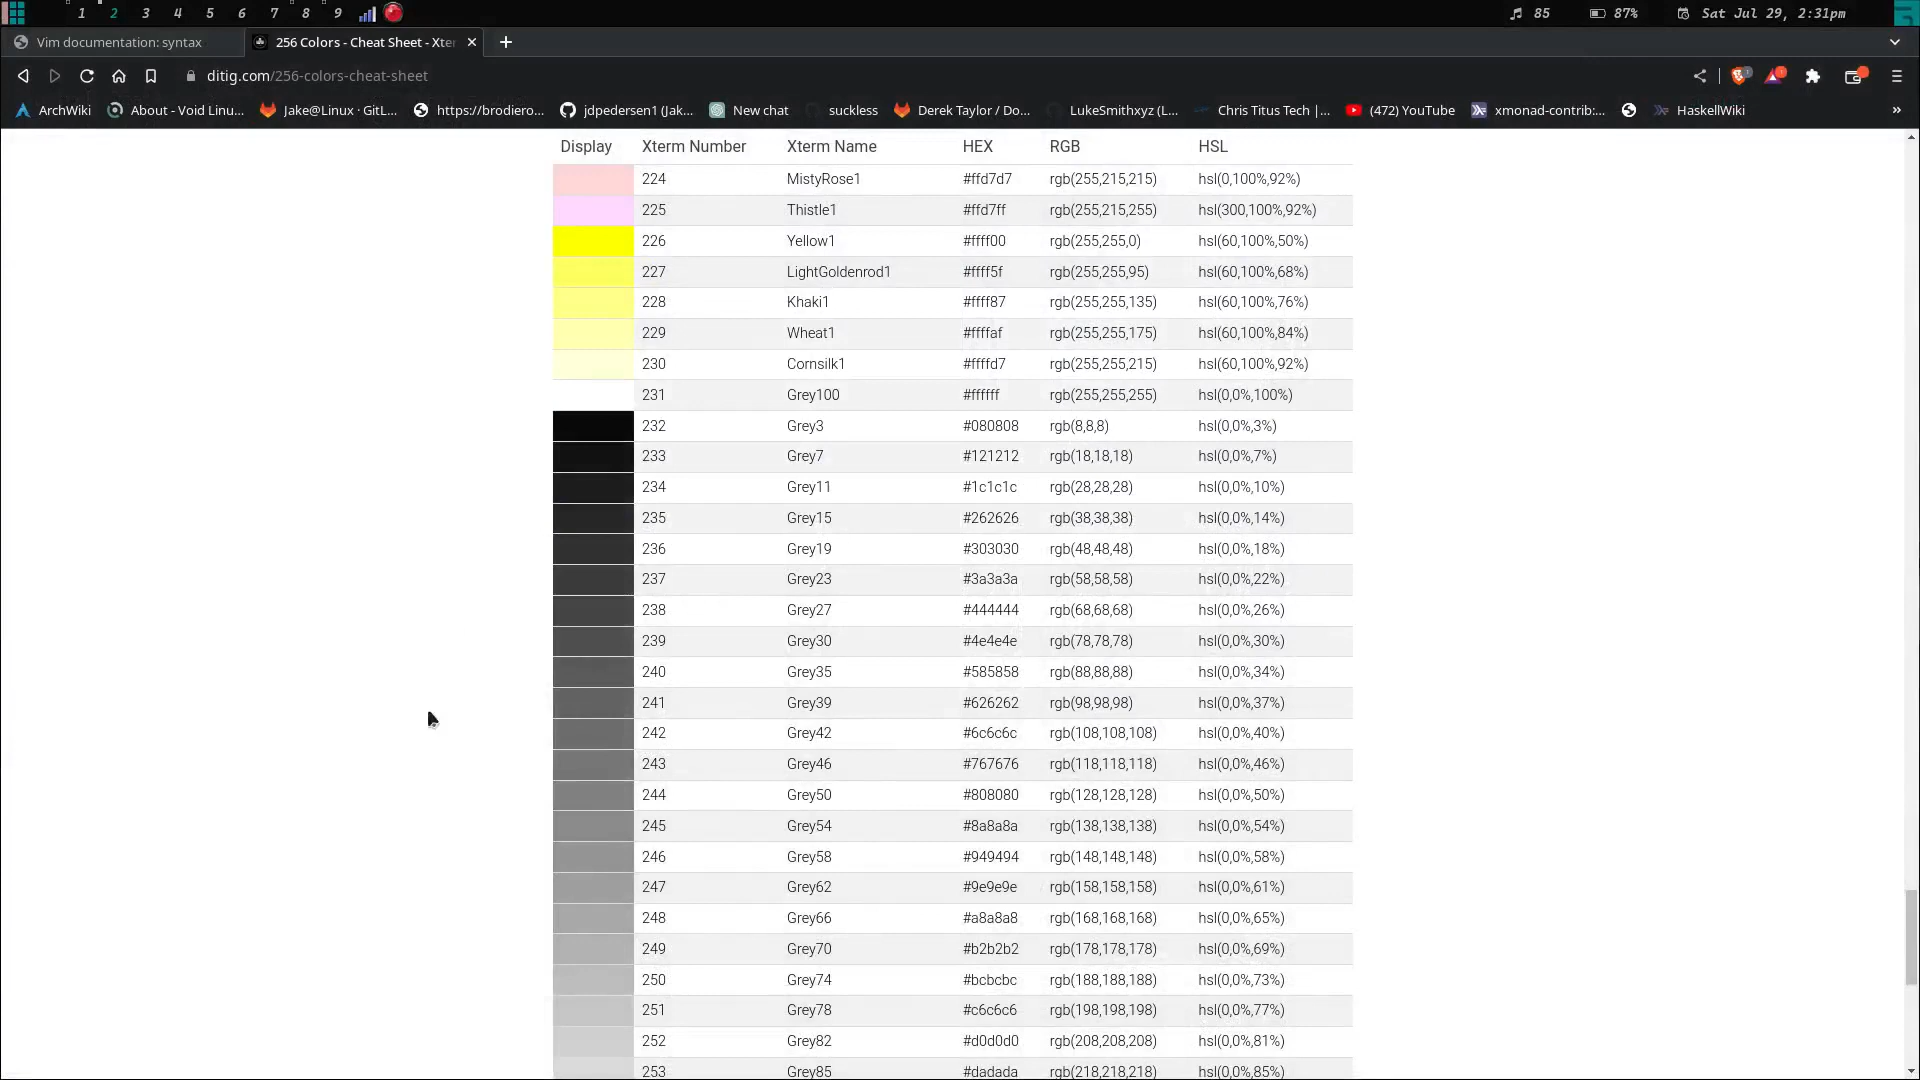 1 2 3 4 5 6 7 8 9 85 87% Sat Jul 29, 2:31pm
Vim documentation: syntax 256 Colors - Cheat Sheet - Xter
ditig.com/256-colors-cheat-sheet
ArchWiki About - Void Linu... Jake@Linux · GitL... https://brodiero... jdpedersen1 (Jak... New chat suckless Derek Taylor / Do... LukeSmithxyz (L... Chris Titus Tech |... (472) YouTube xmonad-contrib:... HaskellWiki »
Display Xterm Number Xterm Name HEX RGB HSL
224 MistyRose1 #ffd7d7 rgb(255,215,215) hsl(0,100%,92%)
225 Thistle1 #ffd7ff rgb(255,215,255) hsl(300,100%,92%)
226 Yellow1 #ffff00 rgb(255,255,0) hsl(60,100%,50%)
227 LightGoldenrod1 #ffff5f rgb(255,255,95) hsl(60,100%,68%)
228 Khaki1 #ffff87 rgb(255,255,135) hsl(60,100%,76%)
229 Wheat1 #ffffaf rgb(255,255,175) hsl(60,100%,84%)
230 Cornsilk1 #ffffd7 rgb(255,255,215) hsl(60,100%,92%)
231 Grey100 #ffffff rgb(255,255,255) hsl(0,0%,100%)
232 Grey3 #080808 rgb(8,8,8) hsl(0,0%,3%)
233 Grey7 #121212 rgb(18,18,18) hsl(0,0%,7%)
234 Grey11 #1c1c1c rgb(28,28,28) hsl(0,0%,10%)
235 Grey15 #262626 rgb(38,38,38) hsl(0,0%,14%)
236 Grey19 #303030 rgb(48,48,48) hsl(0,0%,18%)
237 Grey23 #3a3a3a rgb(58,58,58) hsl(0,0%,22%)
238 Grey27 #444444 rgb(68,68,68) hsl(0,0%,26%)
239 Grey30 #4e4e4e rgb(78,78,78) hsl(0,0%,30%)
240 Grey35 #585858 rgb(88,88,88) hsl(0,0%,34%)
241 Grey39 #626262 rgb(98,98,98) hsl(0,0%,37%)
242 Grey42 #6c6c6c rgb(108,108,108) hsl(0,0%,40%)
243 Grey46 #767676 rgb(118,118,118) hsl(0,0%,46%)
244 Grey50 #808080 rgb(128,128,128) hsl(0,0%,50%)
245 Grey54 #8a8a8a rgb(138,138,138) hsl(0,0%,54%)
246 Grey58 #949494 rgb(148,148,148) hsl(0,0%,58%)
247 Grey62 #9e9e9e rgb(158,158,158) hsl(0,0%,61%)
248 Grey66 #a8a8a8 rgb(168,168,168) hsl(0,0%,65%)
249 Grey70 #b2b2b2 rgb(178,178,178) hsl(0,0%,69%)
250 Grey74 #bcbcbc rgb(188,188,188) hsl(0,0%,73%)
251 Grey78 #c6c6c6 rgb(198,198,198) hsl(0,0%,77%)
252 Grey82 #d0d0d0 rgb(208,208,208) hsl(0,0%,81%)
253 Grey85 #dadada rgb(218,218,218) hsl(0,0%,85%)